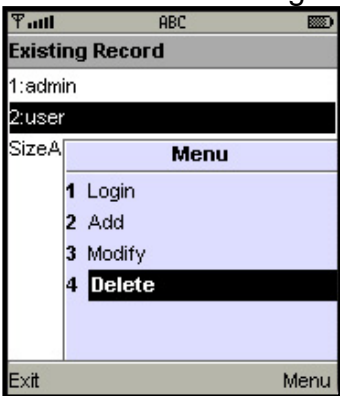 ABC
Existing Record
1:admin
2:user
SizeA
Menu
1 Login
2 Add
3 Modify
4 Delete
Exit Menu